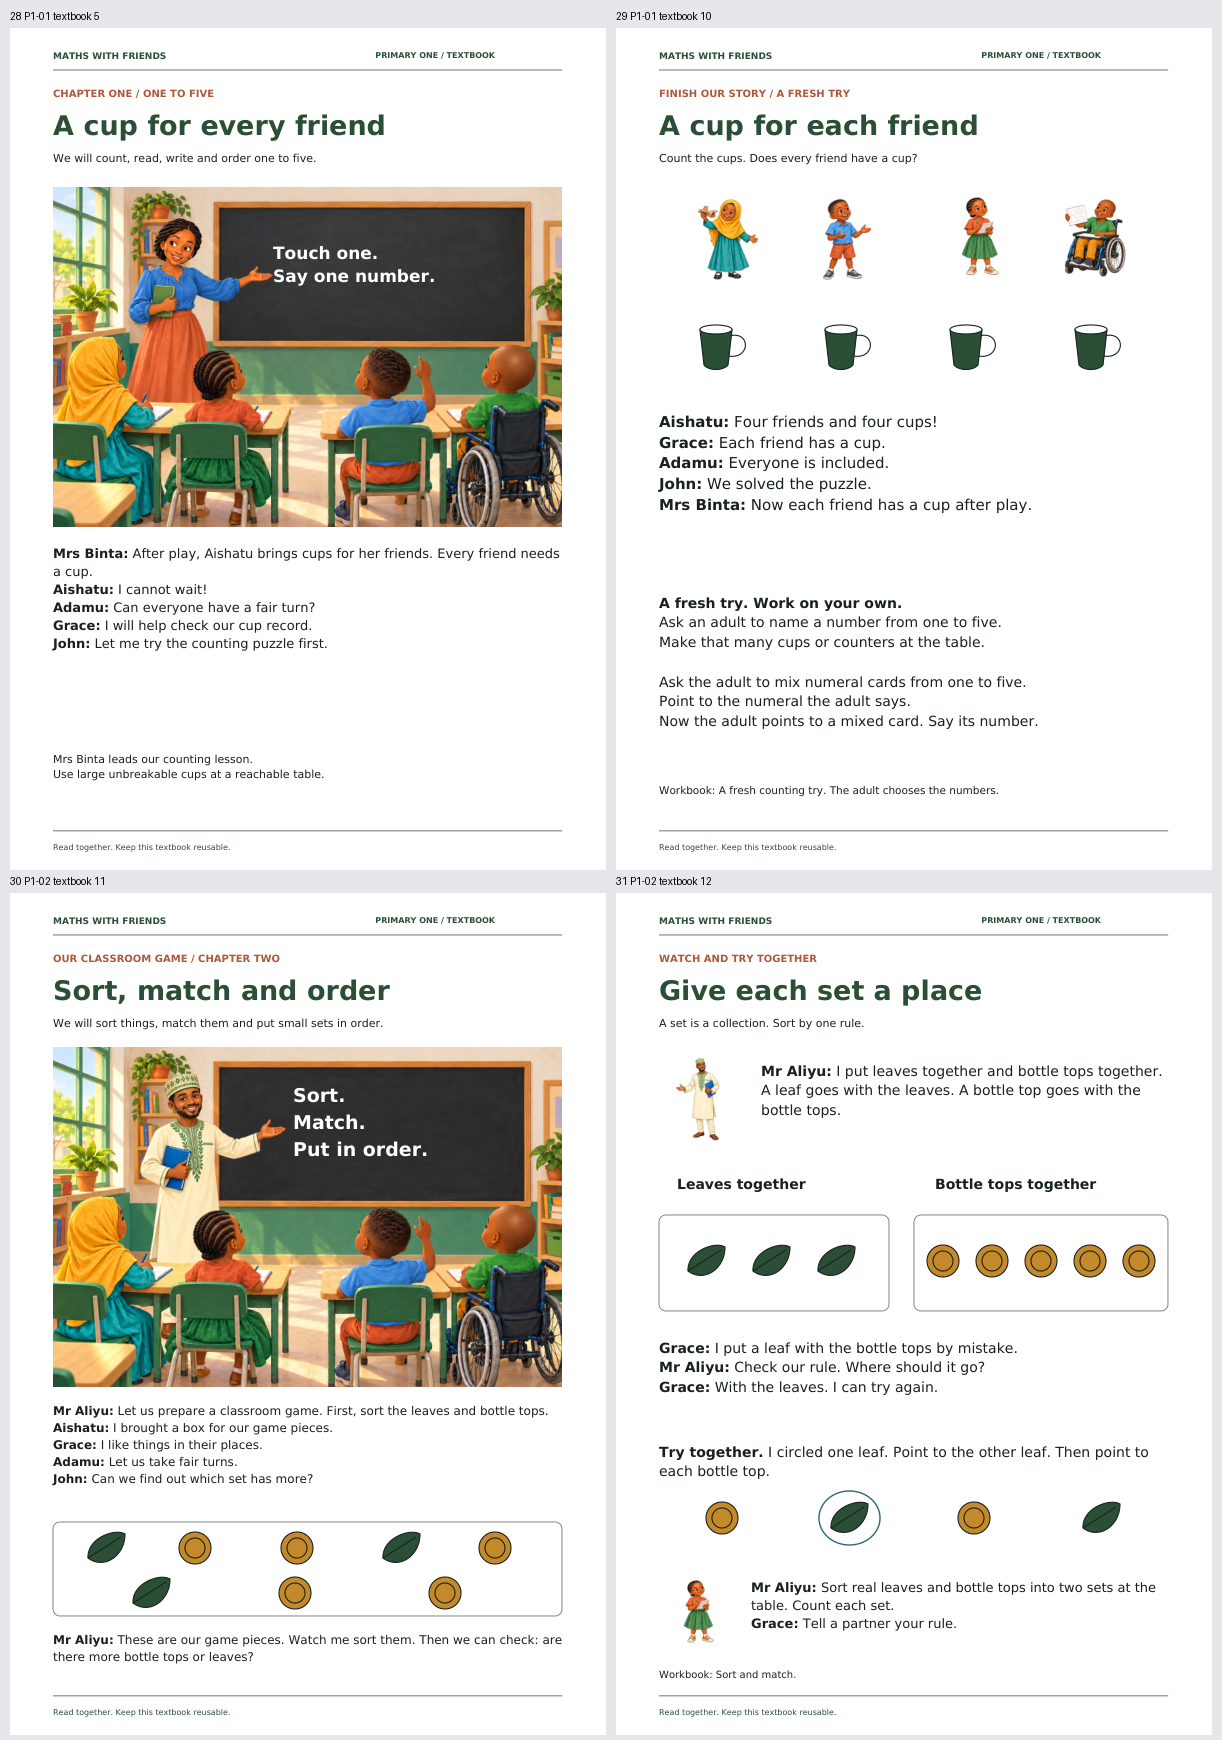 28 P1-01 textbook 5
MATHS WITH FRIENDS
PRIMARY ONE / TEXTBOOK
CHAPTER ONE / ONE TO FIVE
A cup for every friend
We will count, read, write and order one to five.
Touch one.
Say one number.
Mrs Binta: After play, Aishatu brings cups for her friends. Every friend needs
a cup.
Aishatu: I cannot wait!
Adamu: Can everyone have a fair turn?
Grace: I will help check our cup record.
John: Let me try the counting puzzle first.
Mrs Binta leads our counting lesson.
Use large unbreakable cups at a reachable table.
Read together. Keep this textbook reusable.
29 P1-01 textbook 10
MATHS WITH FRIENDS
PRIMARY ONE / TEXTBOOK
FINISH OUR STORY / A FRESH TRY
A cup for each friend
Count the cups. Does every friend have a cup?
Aishatu: Four friends and four cups!
Grace: Each friend has a cup.
Adamu: Everyone is included.
John: We solved the puzzle.
Mrs Binta: Now each friend has a cup after play.
A fresh try. Work on your own.
Ask an adult to name a number from one to five.
Make that many cups or counters at the table.
Ask the adult to mix numeral cards from one to five.
Point to the numeral the adult says.
Now the adult points to a mixed card. Say its number.
Workbook: A fresh counting try. The adult chooses the numbers.
Read together. Keep this textbook reusable.
30 P1-02 textbook 11
MATHS WITH FRIENDS
PRIMARY ONE / TEXTBOOK
OUR CLASSROOM GAME / CHAPTER TWO
Sort, match and order
We will sort things, match them and put small sets in order.
Sort.
Match.
Put in order.
Mr Aliyu: Let us prepare a classroom game. First, sort the leaves and bottle tops.
Aishatu: I brought a box for our game pieces.
Grace: I like things in their places.
Adamu: Let us take fair turns.
John: Can we find out which set has more?
Mr Aliyu: These are our game pieces. Watch me sort them. Then we can check: are
there more bottle tops or leaves?
Read together. Keep this textbook reusable.
31 P1-02 textbook 12
MATHS WITH FRIENDS
PRIMARY ONE / TEXTBOOK
WATCH AND TRY TOGETHER
Give each set a place
A set is a collection. Sort by one rule.
Mr Aliyu: I put leaves together and bottle tops together.
A leaf goes with the leaves. A bottle top goes with the
bottle tops.
Leaves together
Bottle tops together
Grace: I put a leaf with the bottle tops by mistake.
Mr Aliyu: Check our rule. Where should it go?
Grace: With the leaves. I can try again.
Try together. I circled one leaf. Point to the other leaf. Then point to
each bottle top.
Mr Aliyu: Sort real leaves and bottle tops into two sets at the
table. Count each set.
Grace: Tell a partner your rule.
Workbook: Sort and match.
Read together. Keep this textbook reusable.